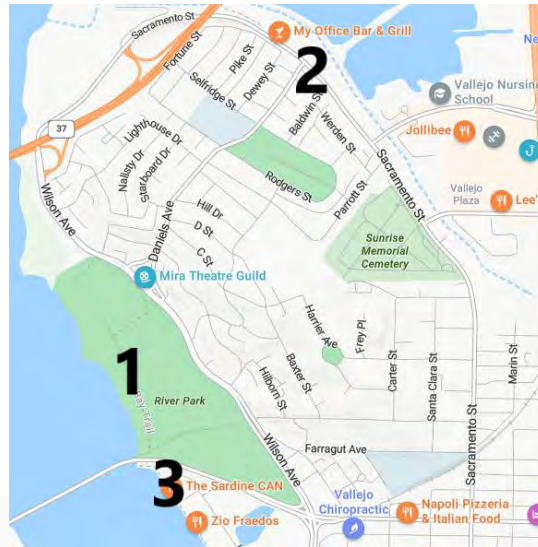 Sacramento St
My Office Bar & Grill
Fortune St
Pike St
2
Ne
Dewey St
Selfridge St
Vallejo Nursing
School
Baldwin St
Jollibee
37
Lighthouse Dr
Werden St
Sacramento St
Nalisty Dr
Starboard Dr
Rodgers St
Parrott St
Vallejo
Plaza
Lee'
Wilson Ave
Daniels Ave
Hill Dr
D St
C St
Sunrise
Memorial
Cemetery
Mira Theatre Guild
Harrier Ave
Frey Pl.
1
Baxter St
Carter St
Santa Clara St
Marin St
Bay Trail
River Park
Hilborn St
Sacramento St
Wilson Ave
Farragut Ave
3
The Sardine CAN
Vallejo
Chiropractic
Napoli Pizzeria
& Italian Food
Zio Fraedos